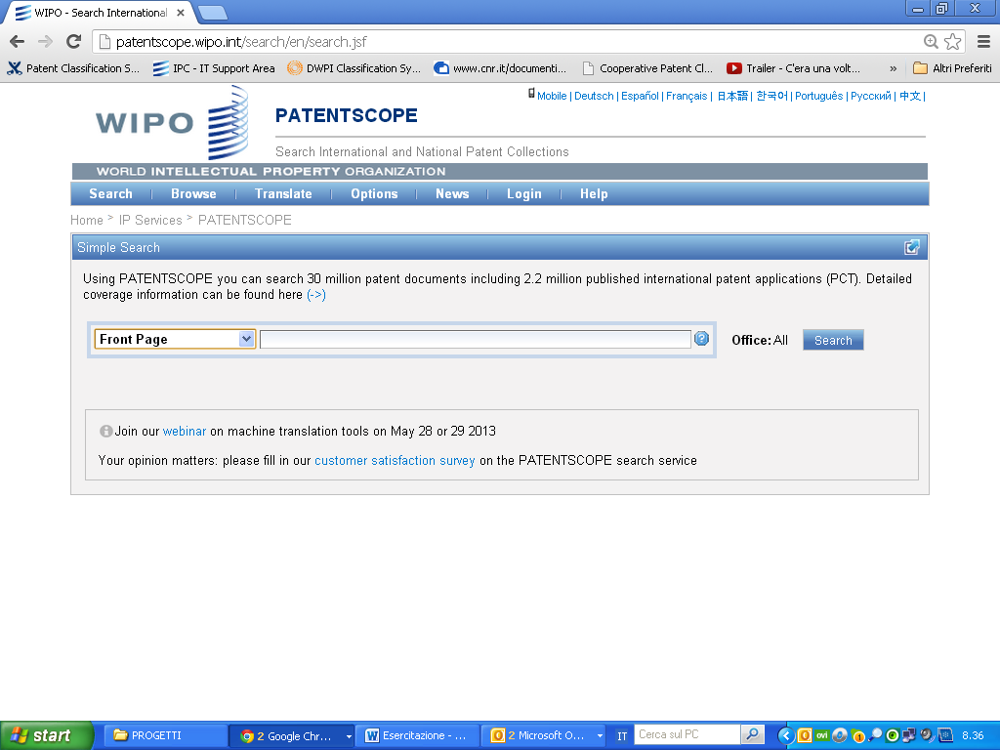 WIPO - Search International
patentscope.wipo.int/search/en/search.jsf
Patent Classification S... IPC - IT Support Area DWPI Classification Sy... www.cnr.it/documenti... Cooperative Patent Cl... Trailer - C'era una volt... » Altri Preferiti
Mobile | Deutsch | Español | Français | 日本語 | 한국어 | Português | Русский | 中文 |
WIPO
PATENTSCOPE
Search International and National Patent Collections
WORLD INTELLECTUAL PROPERTY ORGANIZATION
Search Browse Translate Options News Login Help
Home > IP Services > PATENTSCOPE
Simple Search
Using PATENTSCOPE you can search 30 million patent documents including 2.2 million published international patent applications (PCT). Detailed
coverage information can be found here (->)
Front Page ? Office: All Search
Join our webinar on machine translation tools on May 28 or 29 2013
Your opinion matters: please fill in our customer satisfaction survey on the PATENTSCOPE search service
start PROGETTI 2 Google Chr... Esercitazione - ... 2 Microsoft O... IT Cerca sul PC ovi 8.36